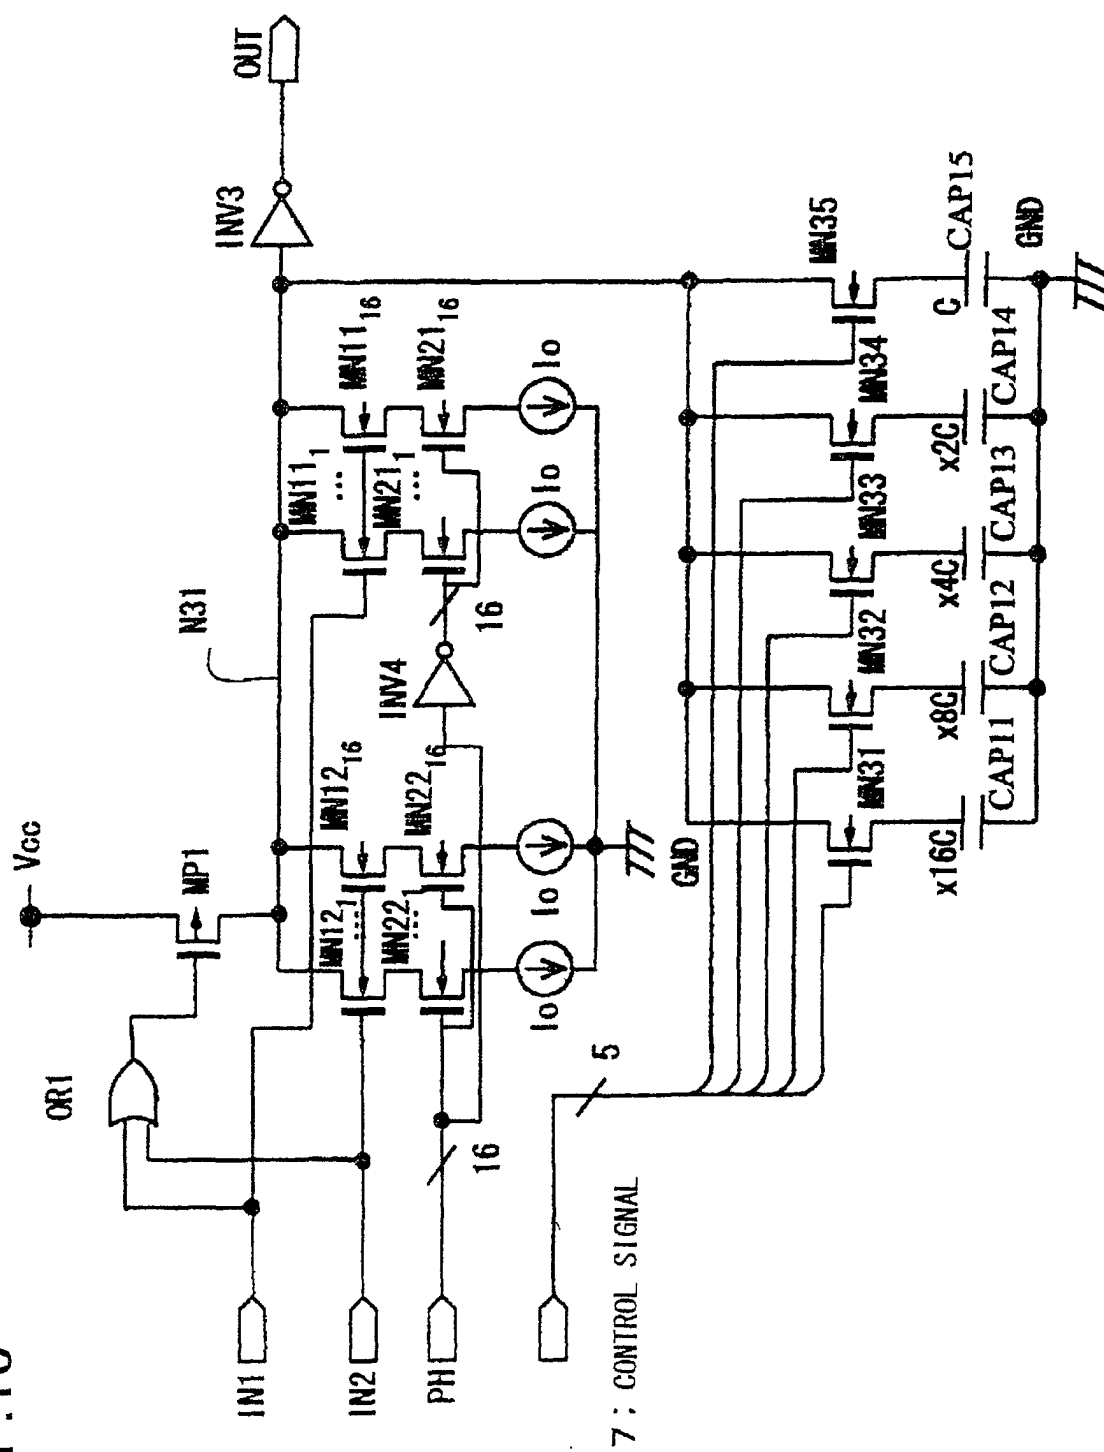 OUT
INV3
N31
Vcc
MP1
OR1
MN11₁
...
MN11₁₆
MN21₁
...
MN21₁₆
Io
Io
16
INV4
MN12₁
...
MN12₁₆
MN22₁
...
MN22₁₆
Io
Io
GND
IN1
IN2
PH
16
5
7 ; CONTROL SIGNAL
MN31
MN32
MN33
MN34
MN35
x16C
x8C
x4C
x2C
C
CAP11
CAP12
CAP13
CAP14
CAP15
GND